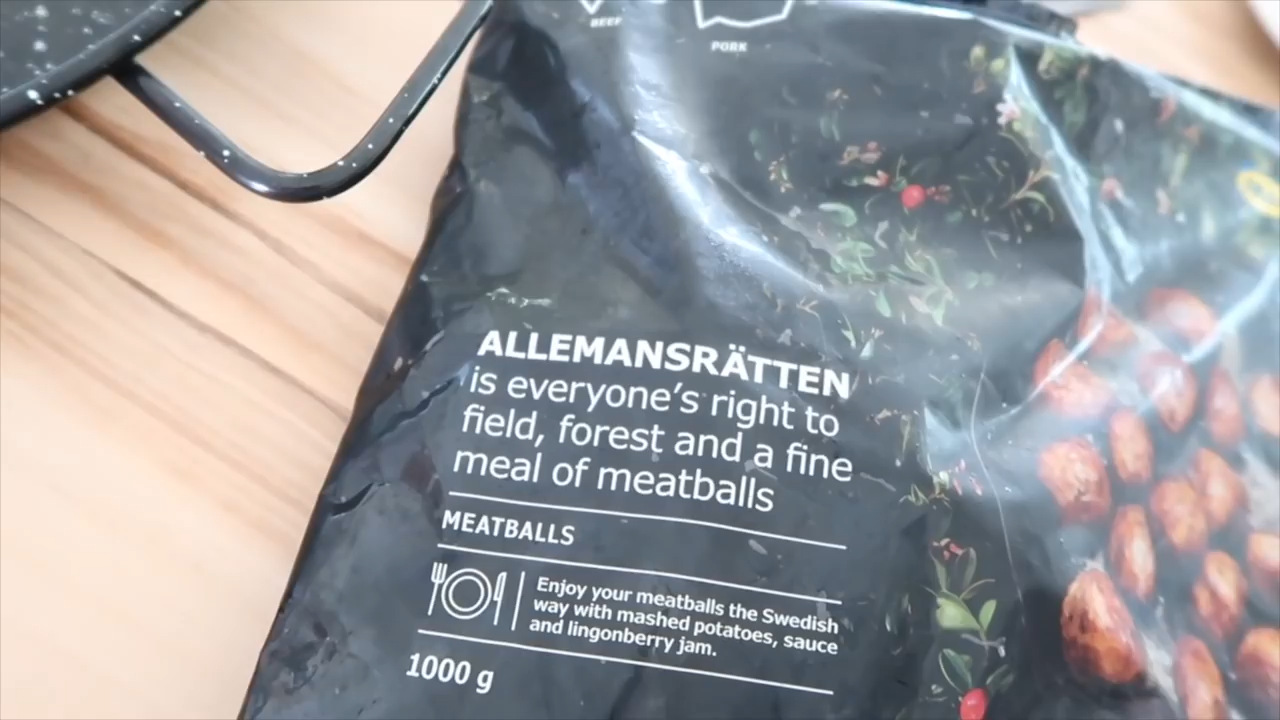 BEEF
PORK
ALLEMANSRÄTTEN
is everyone's right to
field, forest and a fine
meal of meatballs
MEATBALLS
Enjoy your meatballs the Swedish
way with mashed potatoes, sauce
and lingonberry jam.
1000 g